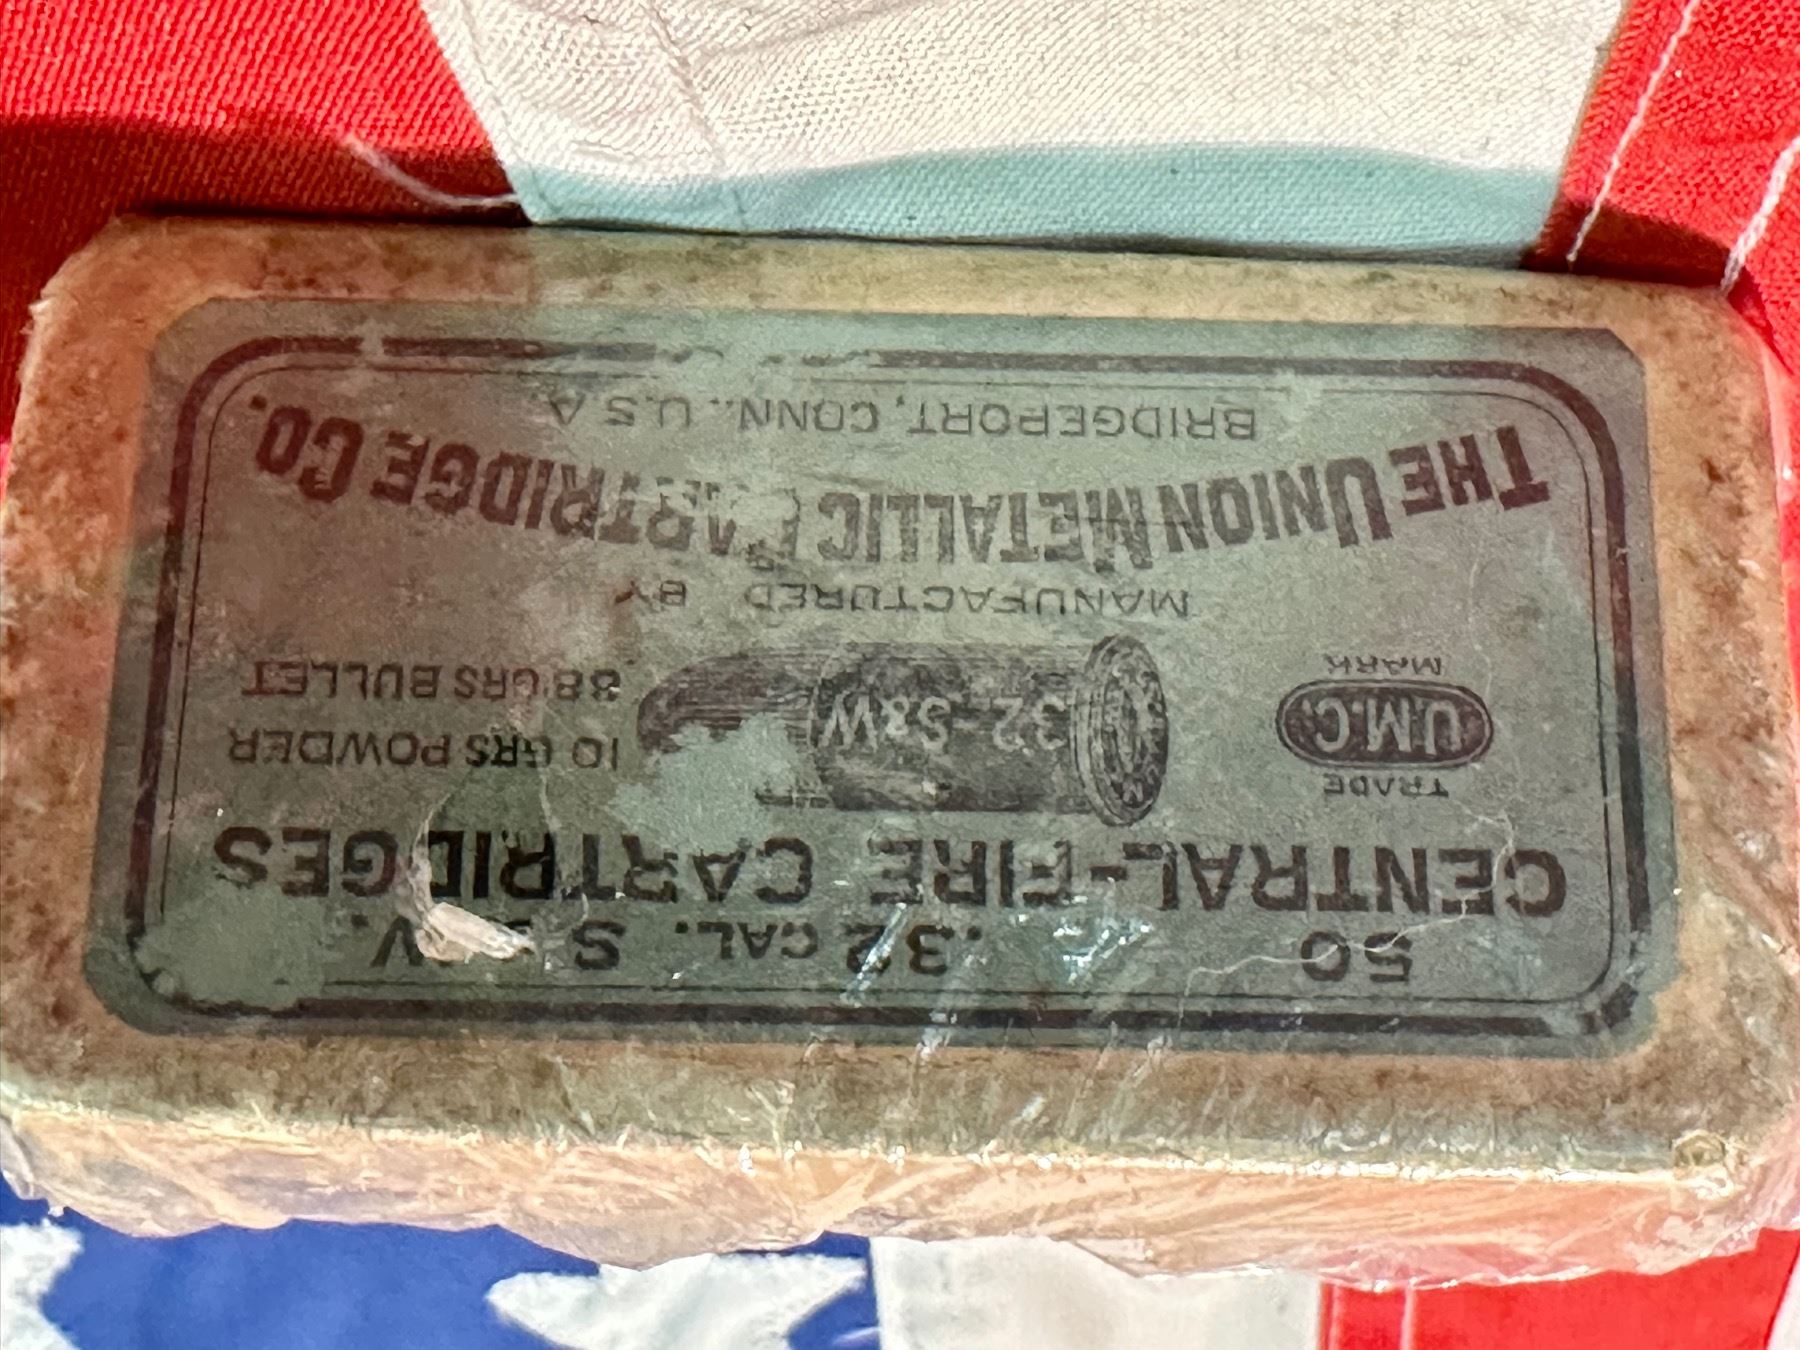 50 .32 CAL. S & W.
CENTRAL-FIRE CARTRIDGES
TRADE
U.M.C.
MARK
.32-S&W
10 GRS POWDER
88 GRS BULLET
MANUFACTURED BY
THE UNION METALLIC CARTRIDGE CO.
BRIDGEPORT, CONN., U.S.A.